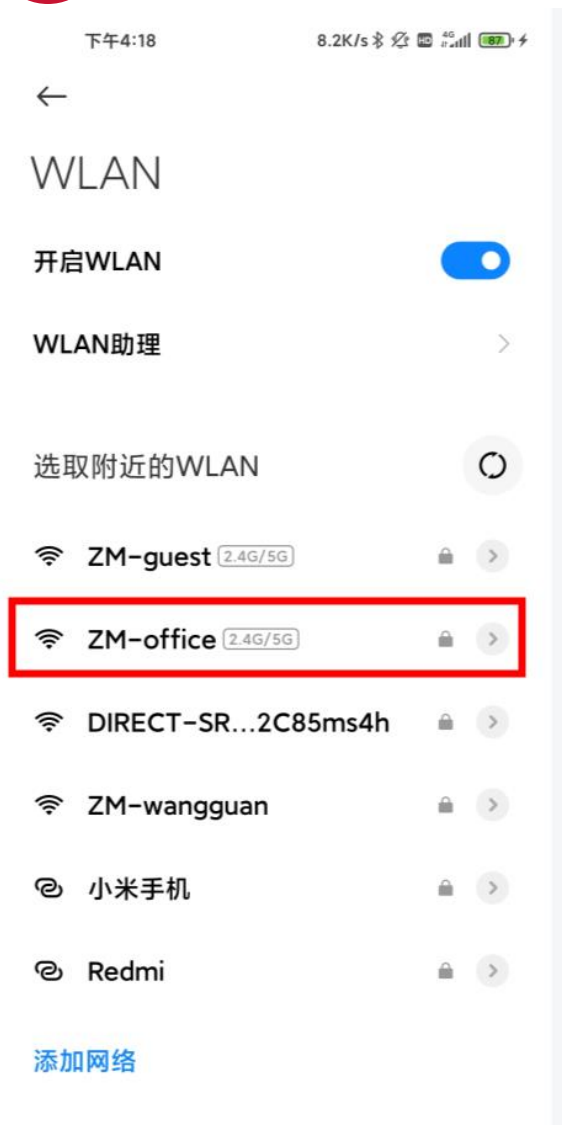 下午4:18 8.2K/s HD 4G 87
WLAN
开启WLAN
WLAN助理
选取附近的WLAN
ZM-guest 2.4G/5G
ZM-office 2.4G/5G
DIRECT-SR...2C85ms4h
ZM-wangguan
小米手机
Redmi
添加网络